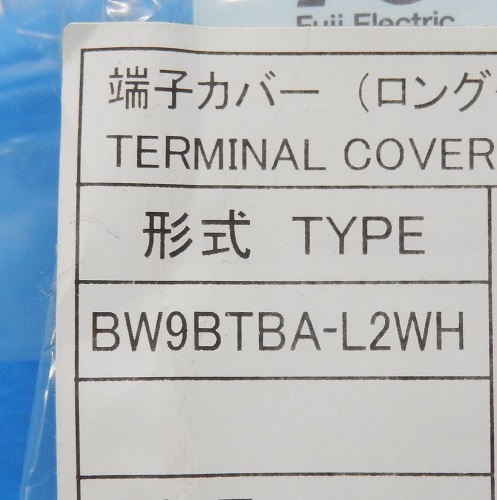 Fuji Electric
端子カバー (ロング
TERMINAL COVER
形式 TYPE
BW9BTBA-L2WH